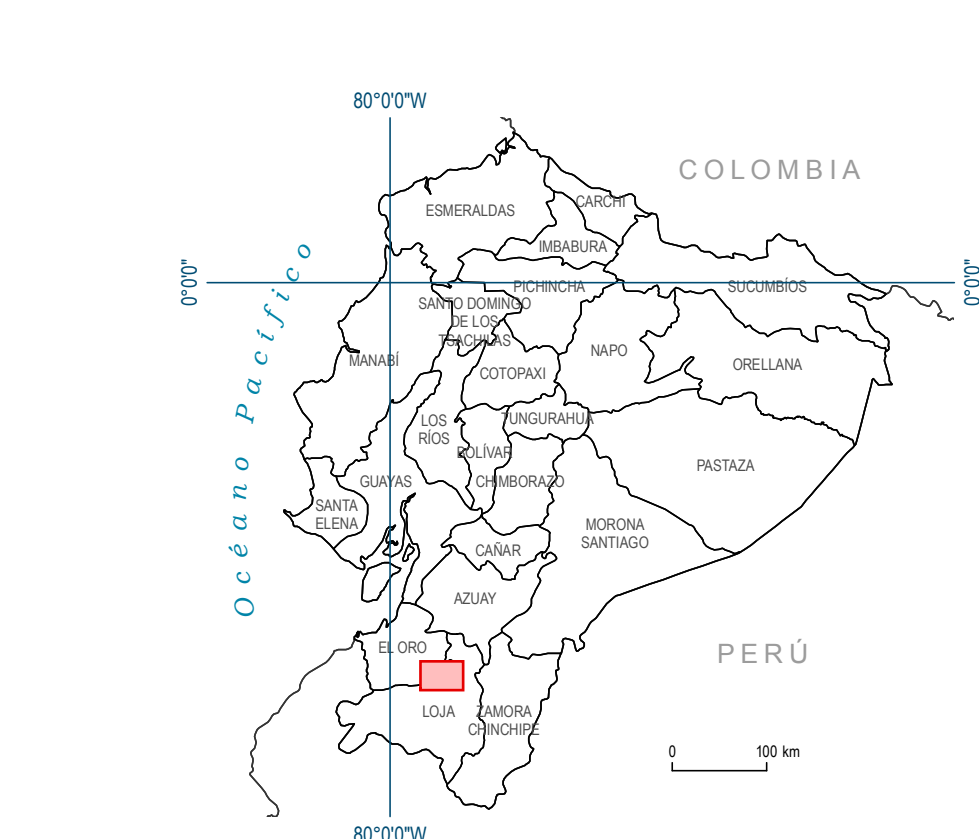 80°0'0"W
COLOMBIA
CARCHI
ESMERALDAS
IMBABURA
Océano Pacífico
0°0'0"
0°0'0"
PICHINCHA
SUCUMBÍOS
SANTO DOMINGO
DE LOS
TSACHILAS
MANABÍ
NAPO
ORELLANA
COTOPAXI
LOS
RÍOS
TUNGURAHUA
BOLÍVAR
PASTAZA
GUAYAS
CHIMBORAZO
SANTA
ELENA
MORONA
SANTIAGO
CAÑAR
AZUAY
EL ORO
PERÚ
LOJA
ZAMORA
CHINCHIPE
0
100 km
80°0'0"W